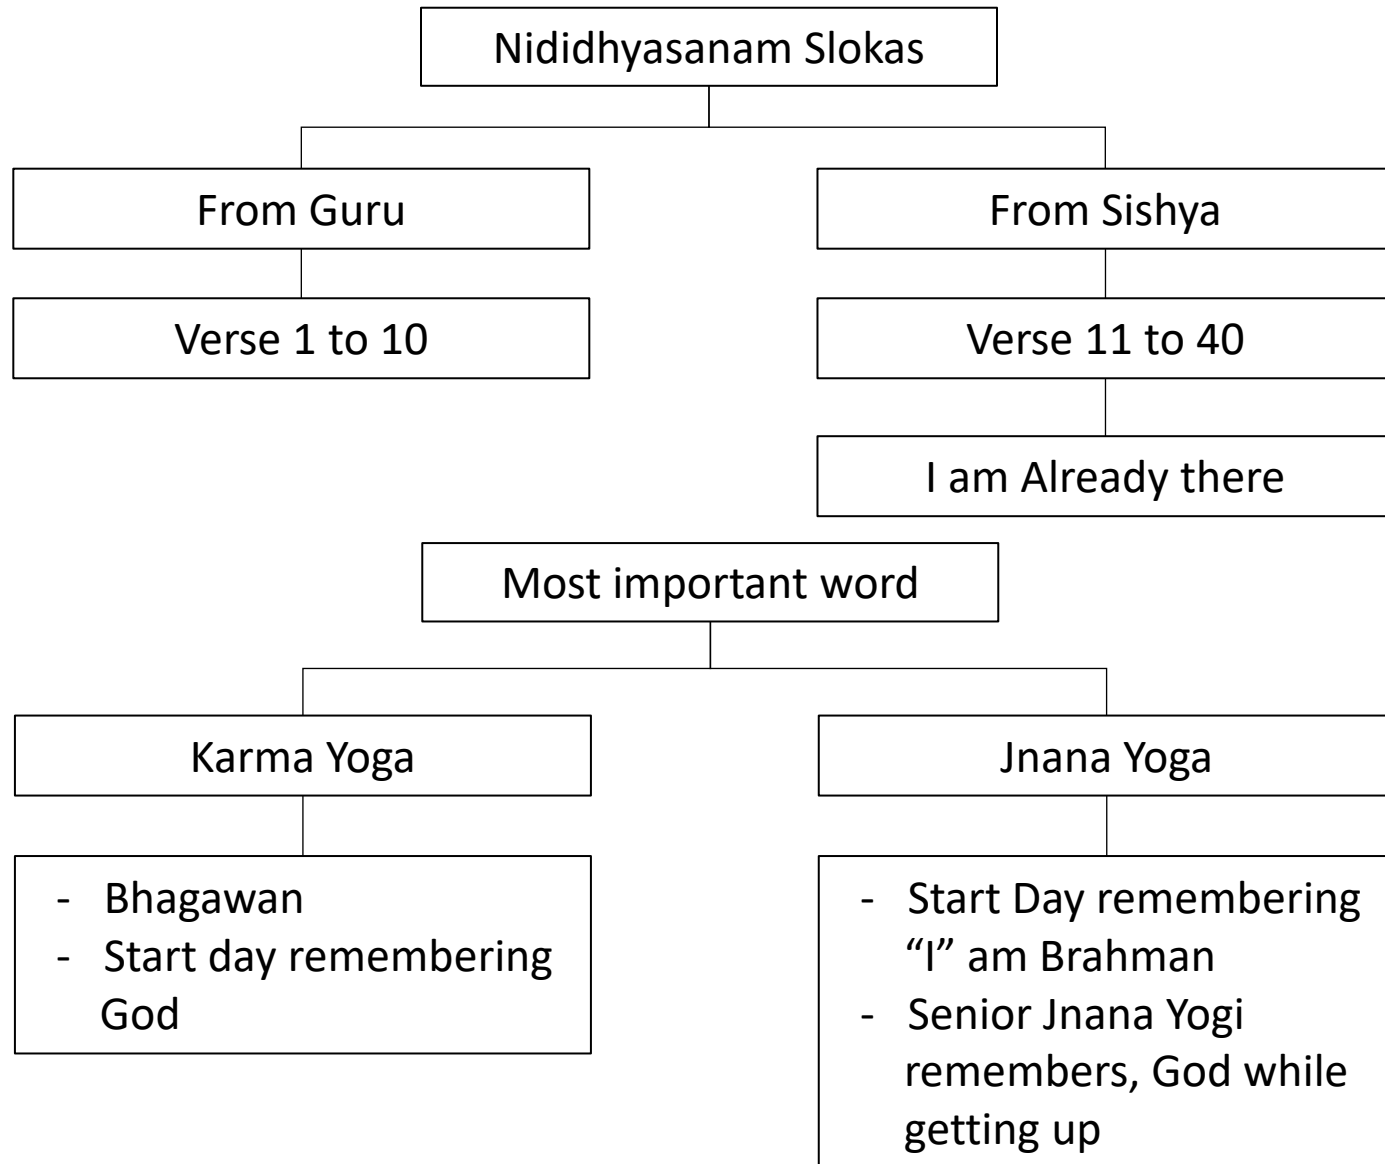 Nididhyasanam Slokas
From Guru
From Sishya
Verse 1 to 10
Verse 11 to 40
I am Already there
Most important word
Karma Yoga
Jnana Yoga
- Bhagawan
- Start day remembering
God
- Start Day remembering
“I” am Brahman
- Senior Jnana Yogi
remembers, God while
getting up